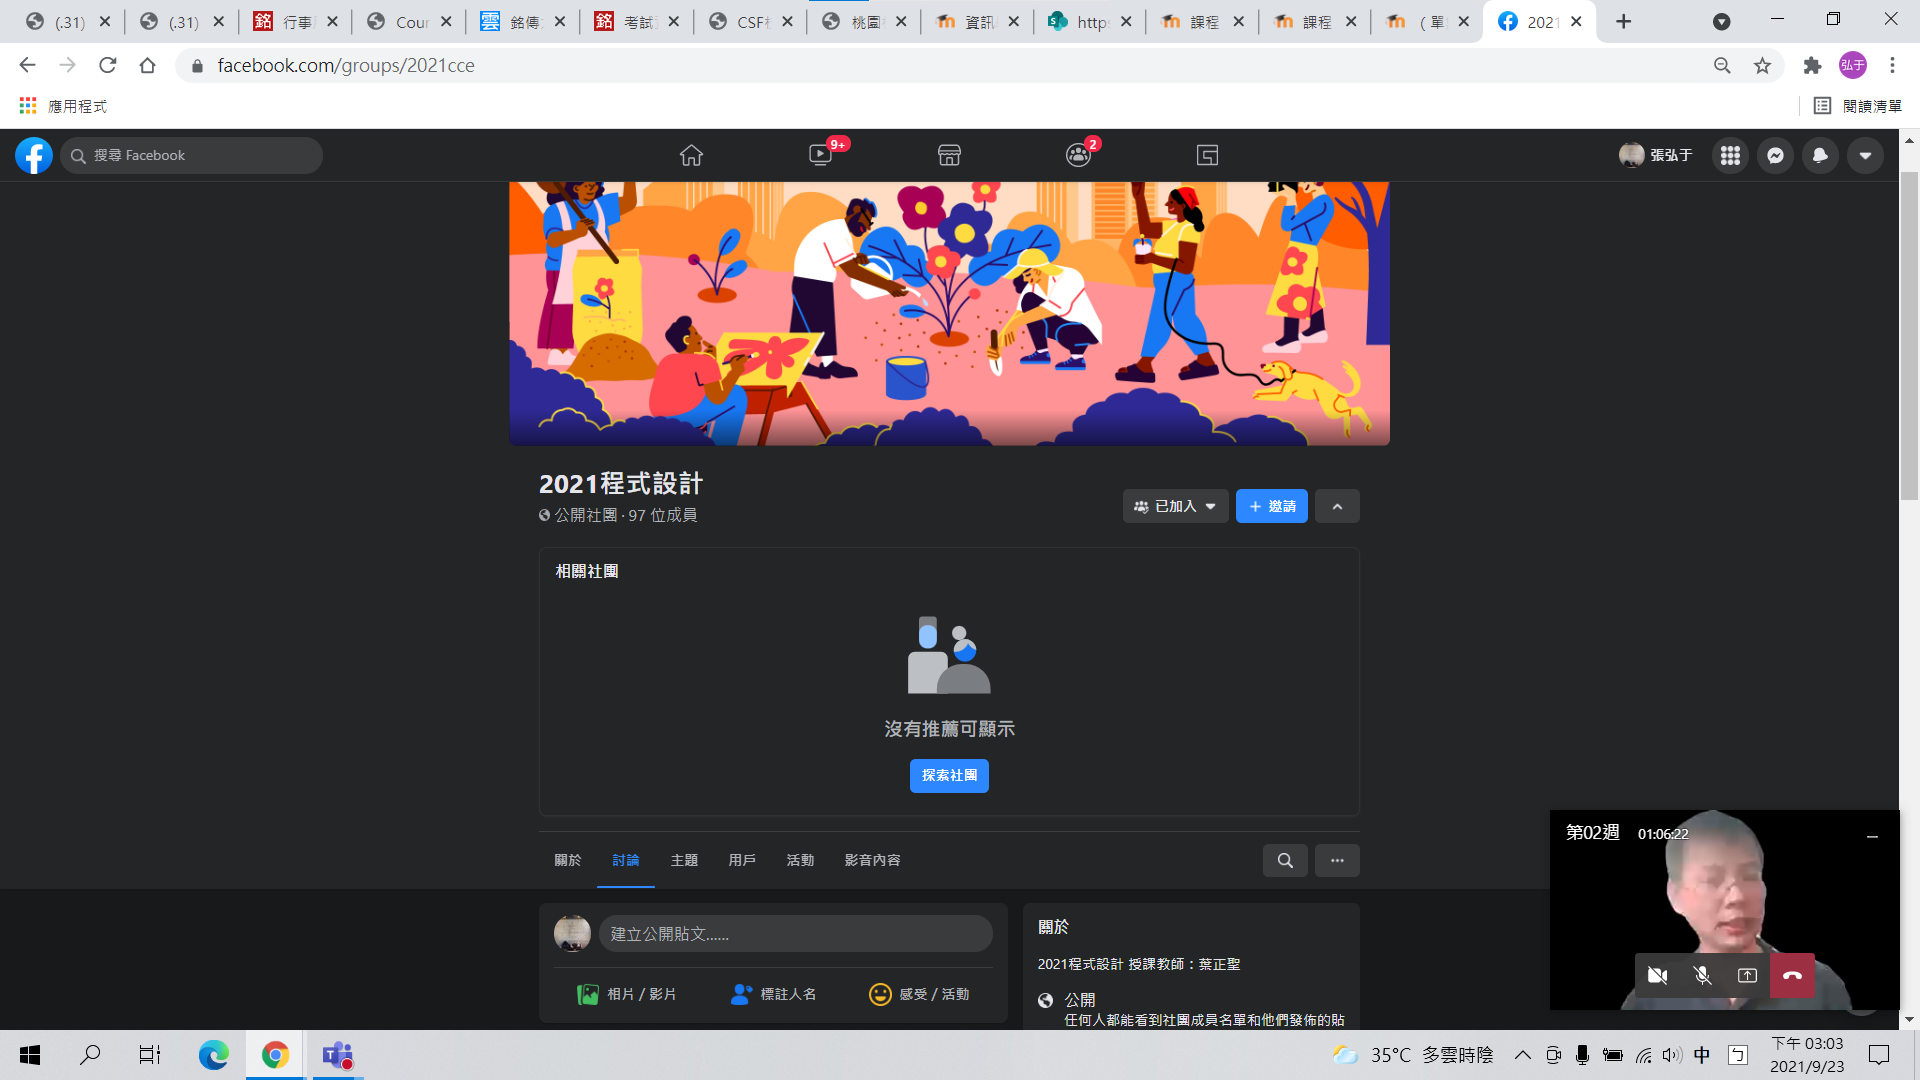 (.31)
(.31)
行事
Cour
銘傳
考試
CSF
桃園
資訊
http
課程
課程
（單
2021
銘
雲
銘
facebook.com/groups/2021cce
弘于
應用程式
閱讀清單
搜尋 Facebook
9+
2
張弘于
2021程式設計
公開社團 · 97 位成員
已加入
邀請
相關社團
沒有推薦可顯示
探索社團
關於
討論
主題
用戶
活動
影音內容
建立公開貼文......
相片 / 影片
標註人名
感受 / 活動
關於
2021程式設計 授課教師：葉正聖
公開
任何人都能看到社團成員名單和他們發佈的貼
第02週
01:06:22
35°C 多雲時陰
中
ㄅ
下午 03:03
2021/9/23